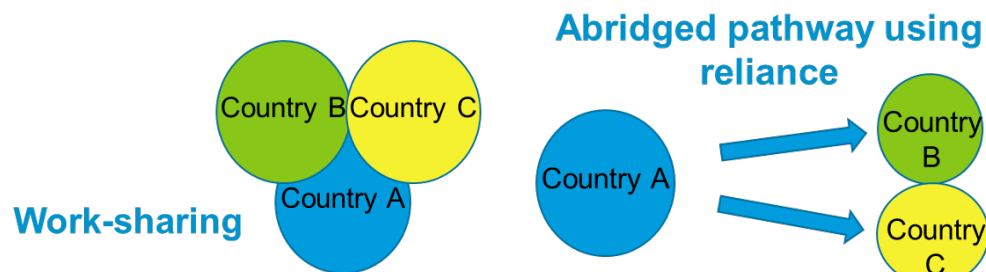 Country B
Country C
Country A
Work-sharing
Abridged pathway using
reliance
Country A
Country
B
Country
C